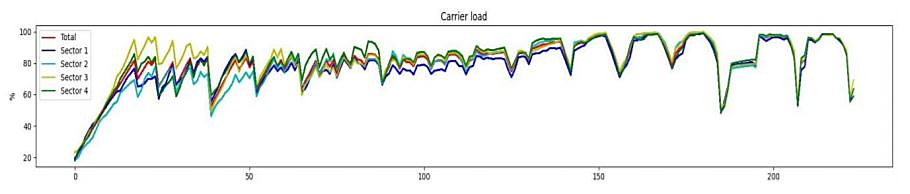 Carrier load
100
80
60
40
20
%
Total
Sector 1
Sector 2
Sector 3
Sector 4
0 50 100 150 200